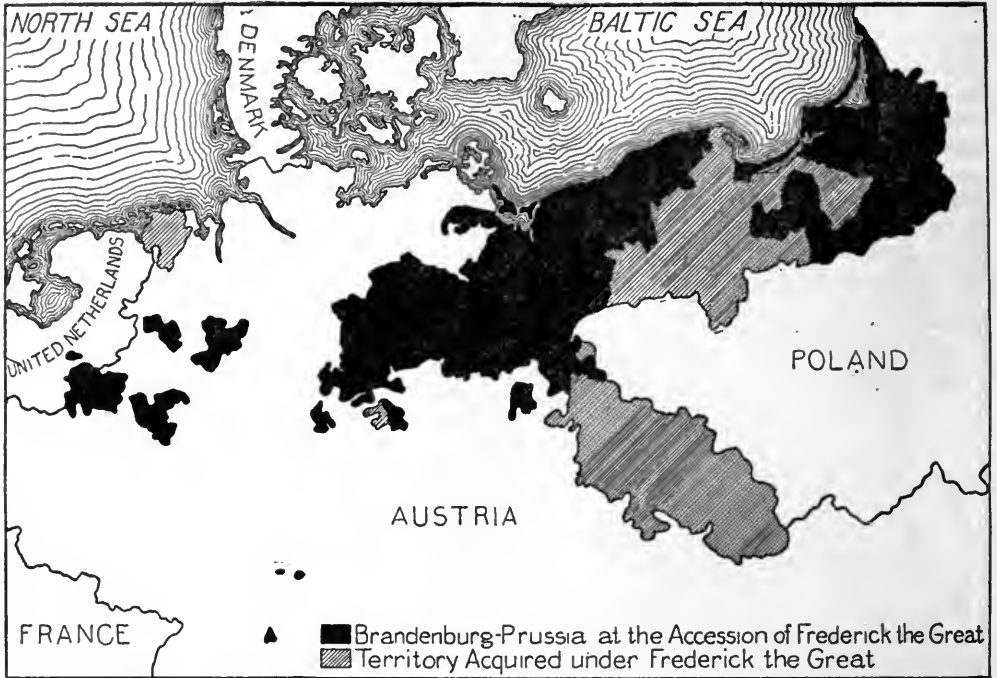 NORTH SEA
DENMARK
BALTIC SEA
UNITED NETHERLANDS
POLAND
AUSTRIA
FRANCE
Brandenburg-Prussia at the Accession of Frederick the Great
Territory Acquired under Frederick the Great